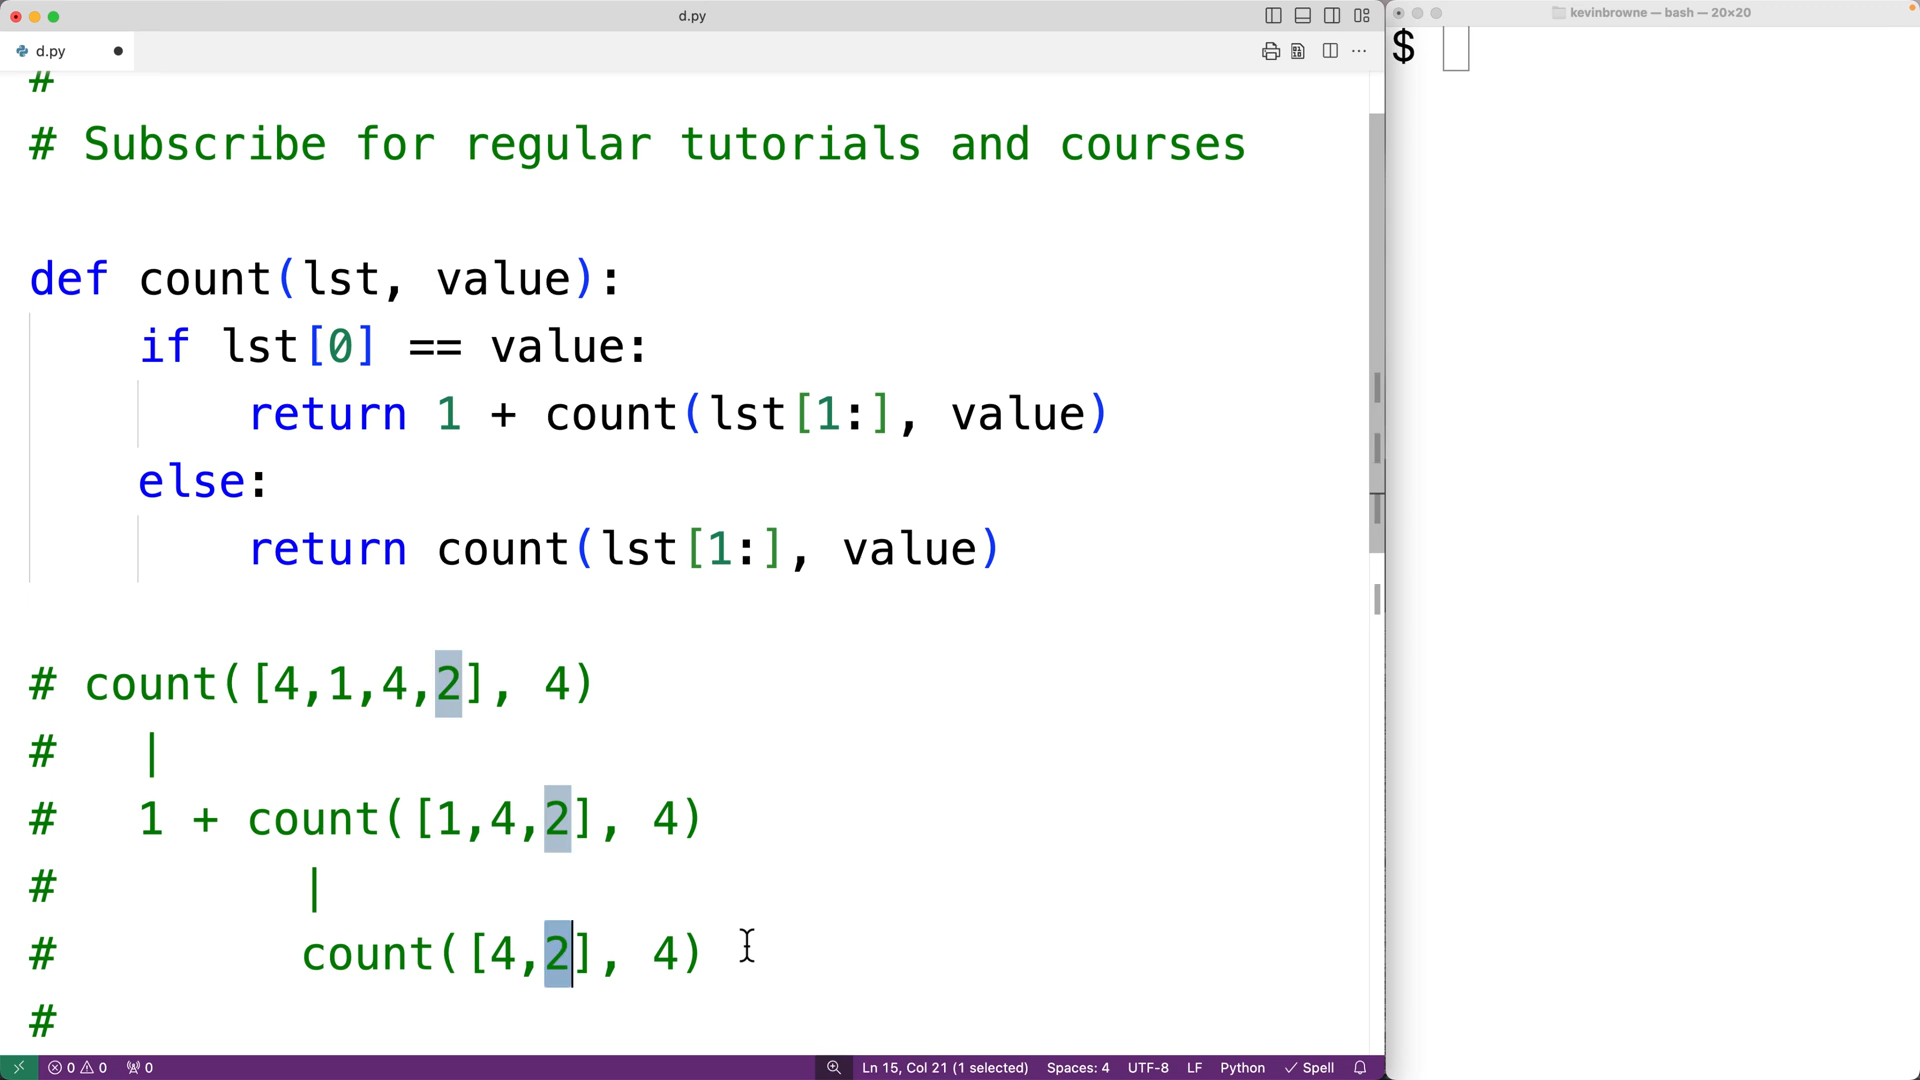 d.py
kevinbrowne — bash — 20×20
d.py
$
#
# Subscribe for regular tutorials and courses
def count(lst, value):
if lst[0] == value:
return 1 + count(lst[1:], value)
else:
return count(lst[1:], value)
# count([4,1,4,2], 4)
# |
# 1 + count([1,4,2], 4)
# |
# count([4,2], 4)
#
0 0 0 Ln 15, Col 21 (1 selected) Spaces: 4 UTF-8 LF Python Spell